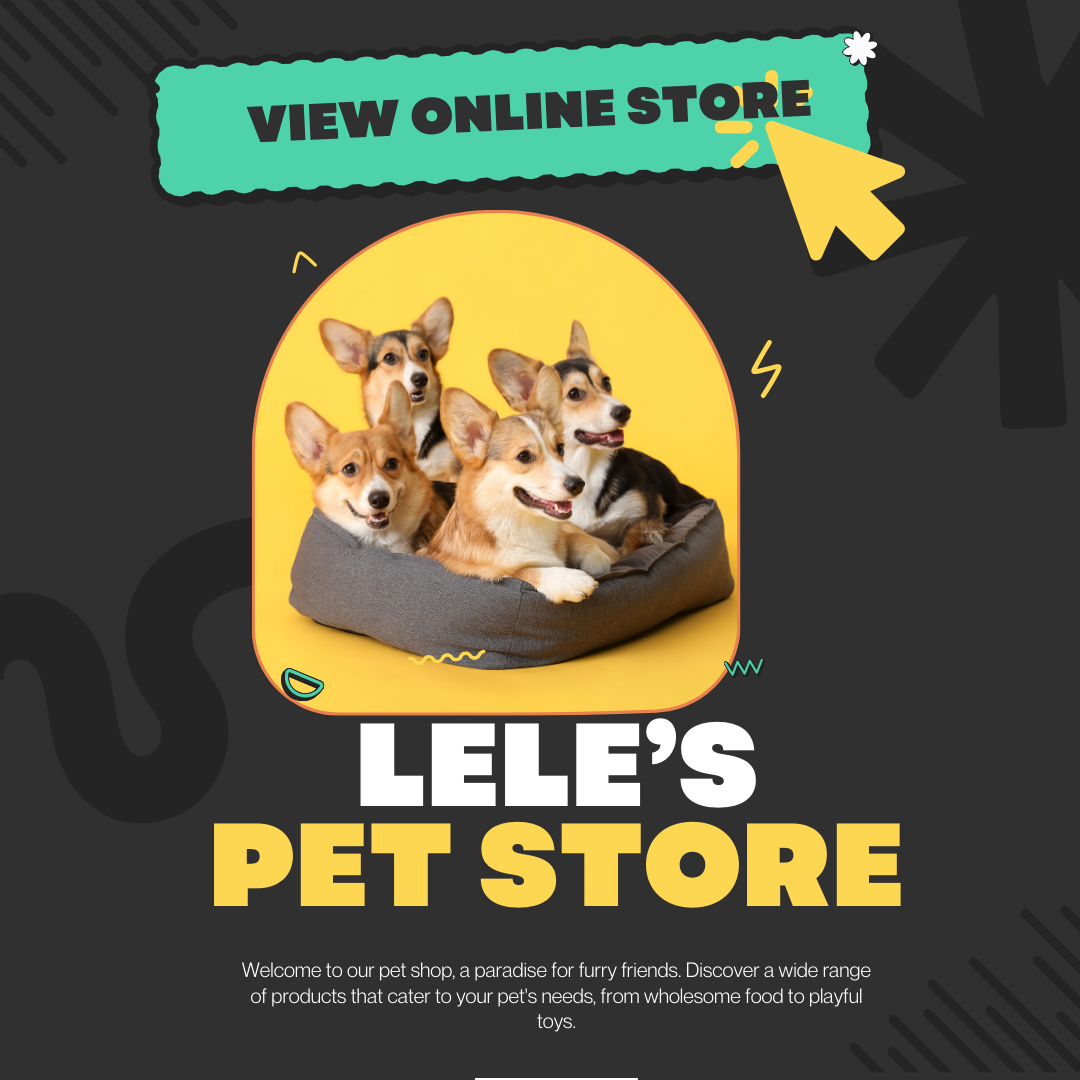 VIEW ONLINE STORE
LELE’S
PET STORE
Welcome to our pet shop, a paradise for furry friends. Discover a wide range
of products that cater to your pet's needs, from wholesome food to playful
toys.